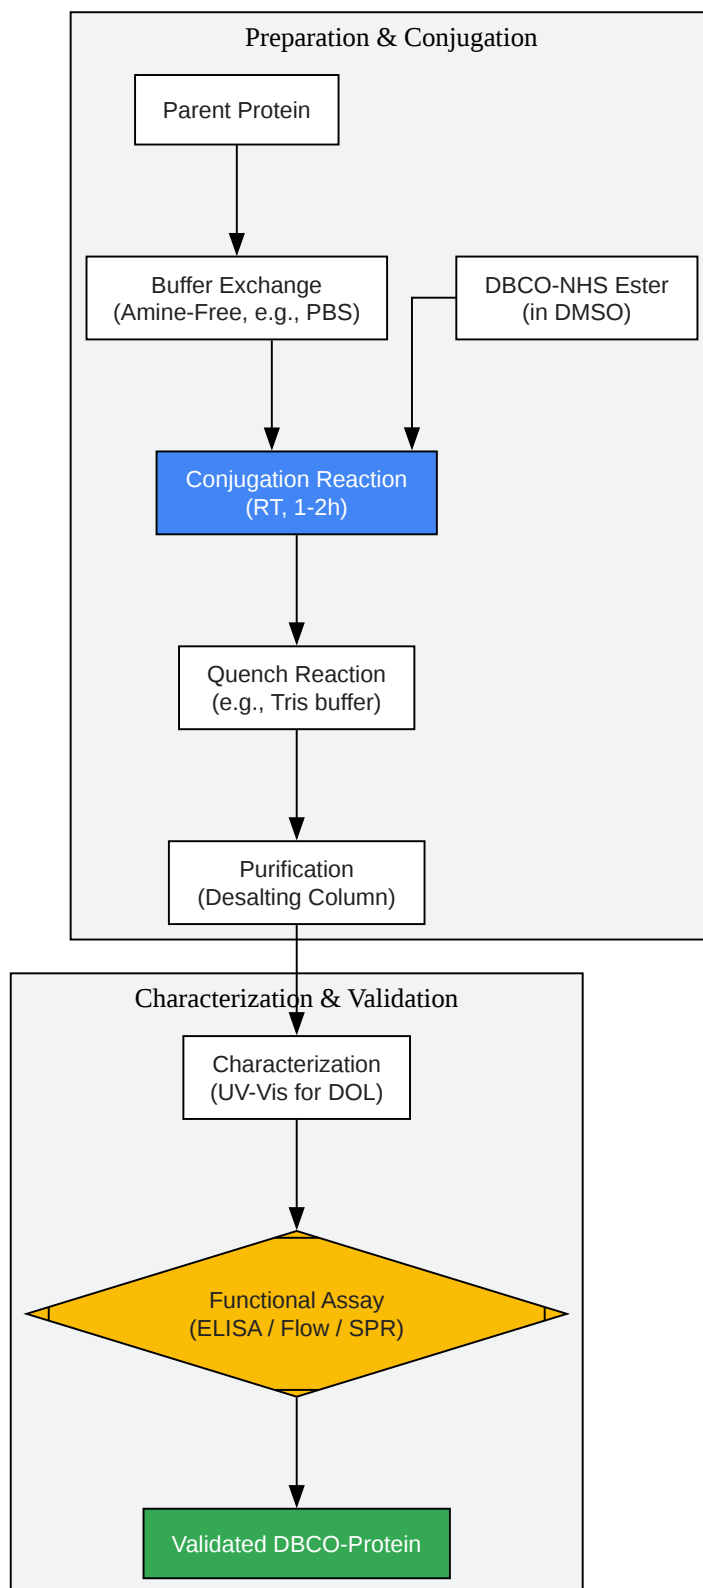 Preparation & Conjugation
Parent Protein
Buffer Exchange
(Amine-Free, e.g., PBS)
DBCO-NHS Ester
(in DMSO)
Conjugation Reaction
(RT, 1-2h)
Quench Reaction
(e.g., Tris buffer)
Purification
(Desalting Column)
Characterization & Validation
Characterization
(UV-Vis for DOL)
Functional Assay
(ELISA / Flow / SPR)
Validated DBCO-Protein